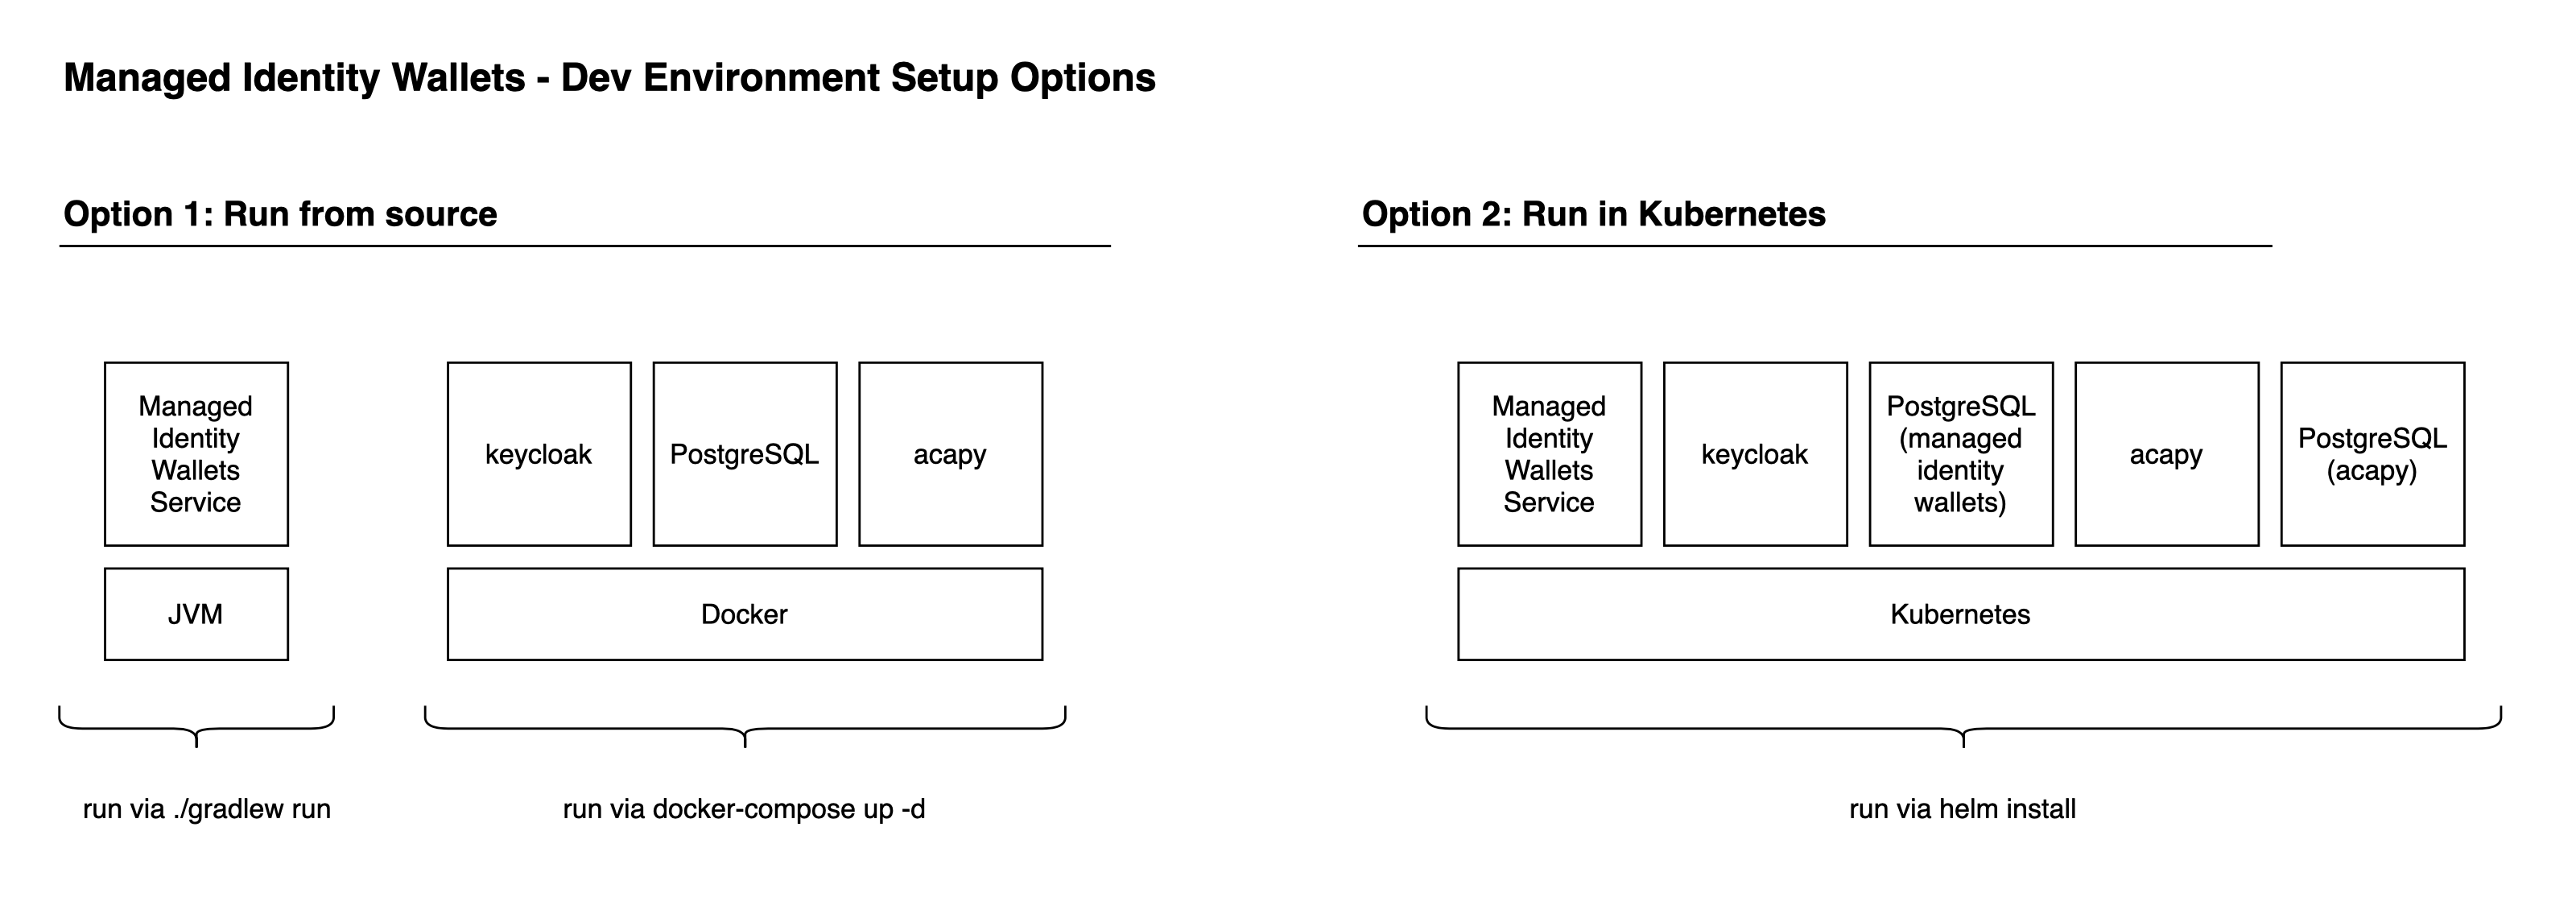 Managed Identity Wallets - Dev Environment Setup Options
Option 1: Run from source
Managed
Identity
Wallets
Service
keycloak
PostgreSQL
acapy
JVM
Docker
run via ./gradlew run
run via docker-compose up -d
Option 2: Run in Kubernetes
Managed
Identity
Wallets
Service
keycloak
PostgreSQL
(managed
identity
wallets)
acapy
PostgreSQL
(acapy)
Kubernetes
run via helm install